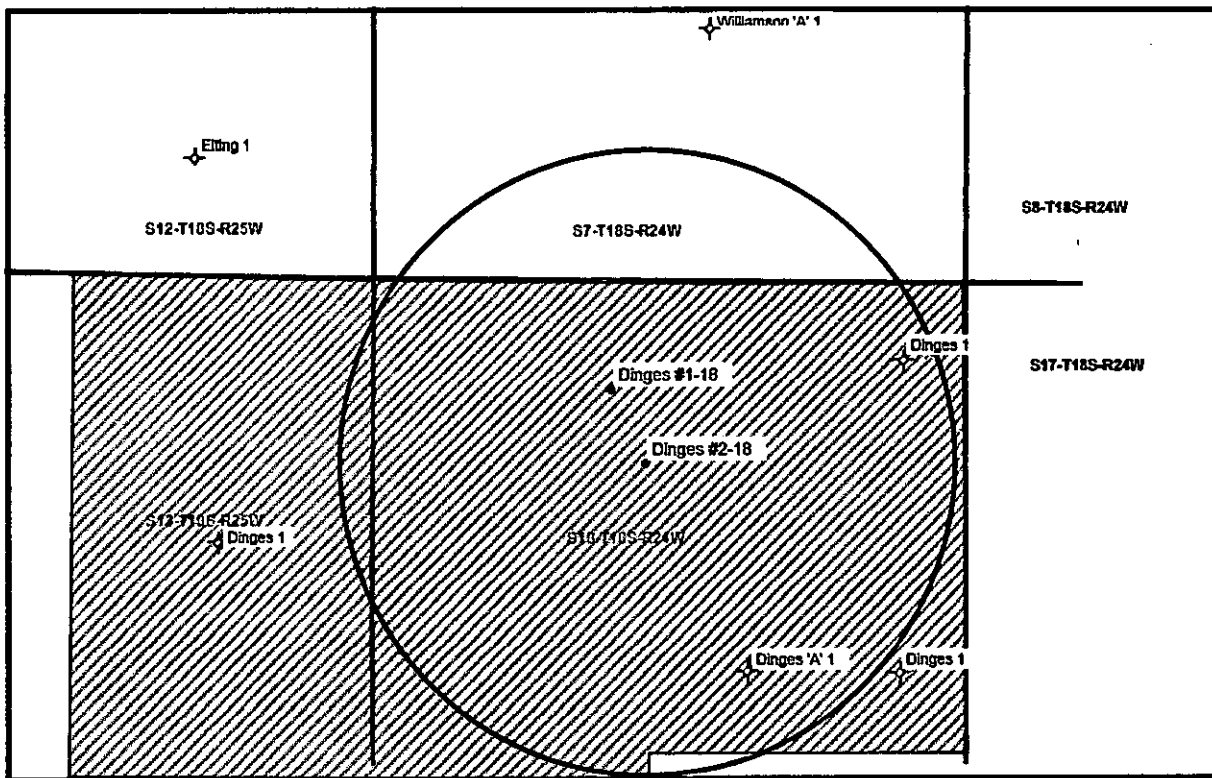 Williamson 'A' 1
Elting 1
S12-T18S-R25W
S7-T18S-R24W
S8-T18S-R24W
Dinges 1
S17-T18S-R24W
Dinges #1-18
Dinges #2-18
S13-T18S-R25W
Dinges 1
S18-T18S-R24W
Dinges 'A' 1
Dinges 1